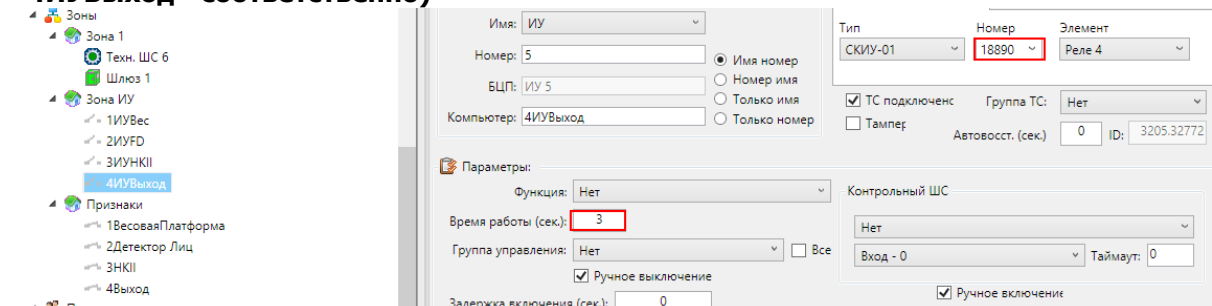 4ИУВыход - соответственно)
Зоны
Зона 1
Техн. ШС 6
Шлюз 1
Зона ИУ
1ИУВес
2ИУFD
3ИУНКII
4ИУВыход
Признаки
1ВесоваяПлатформа
2Детектор Лиц
3НКII
4Выход
Имя: ИУ
Номер: 5
БЦП: ИУ 5
Компьютер: 4ИУВыход
Имя номер
Номер имя
Только имя
Только номер
Тип Номер Элемент
СКИУ-01 18890 Реле 4
ТС подключенс Группа ТС: Нет
Тампер Автовосст. (сек.) 0 ID: 3205.32772
Параметры:
Функция: Нет
Время работы (сек.): 3
Группа управления: Нет Все
Ручное выключение
Задержка включения (сек.): 0
Контрольный ШС
Нет
Вход - 0 Таймаут: 0
Ручное включение